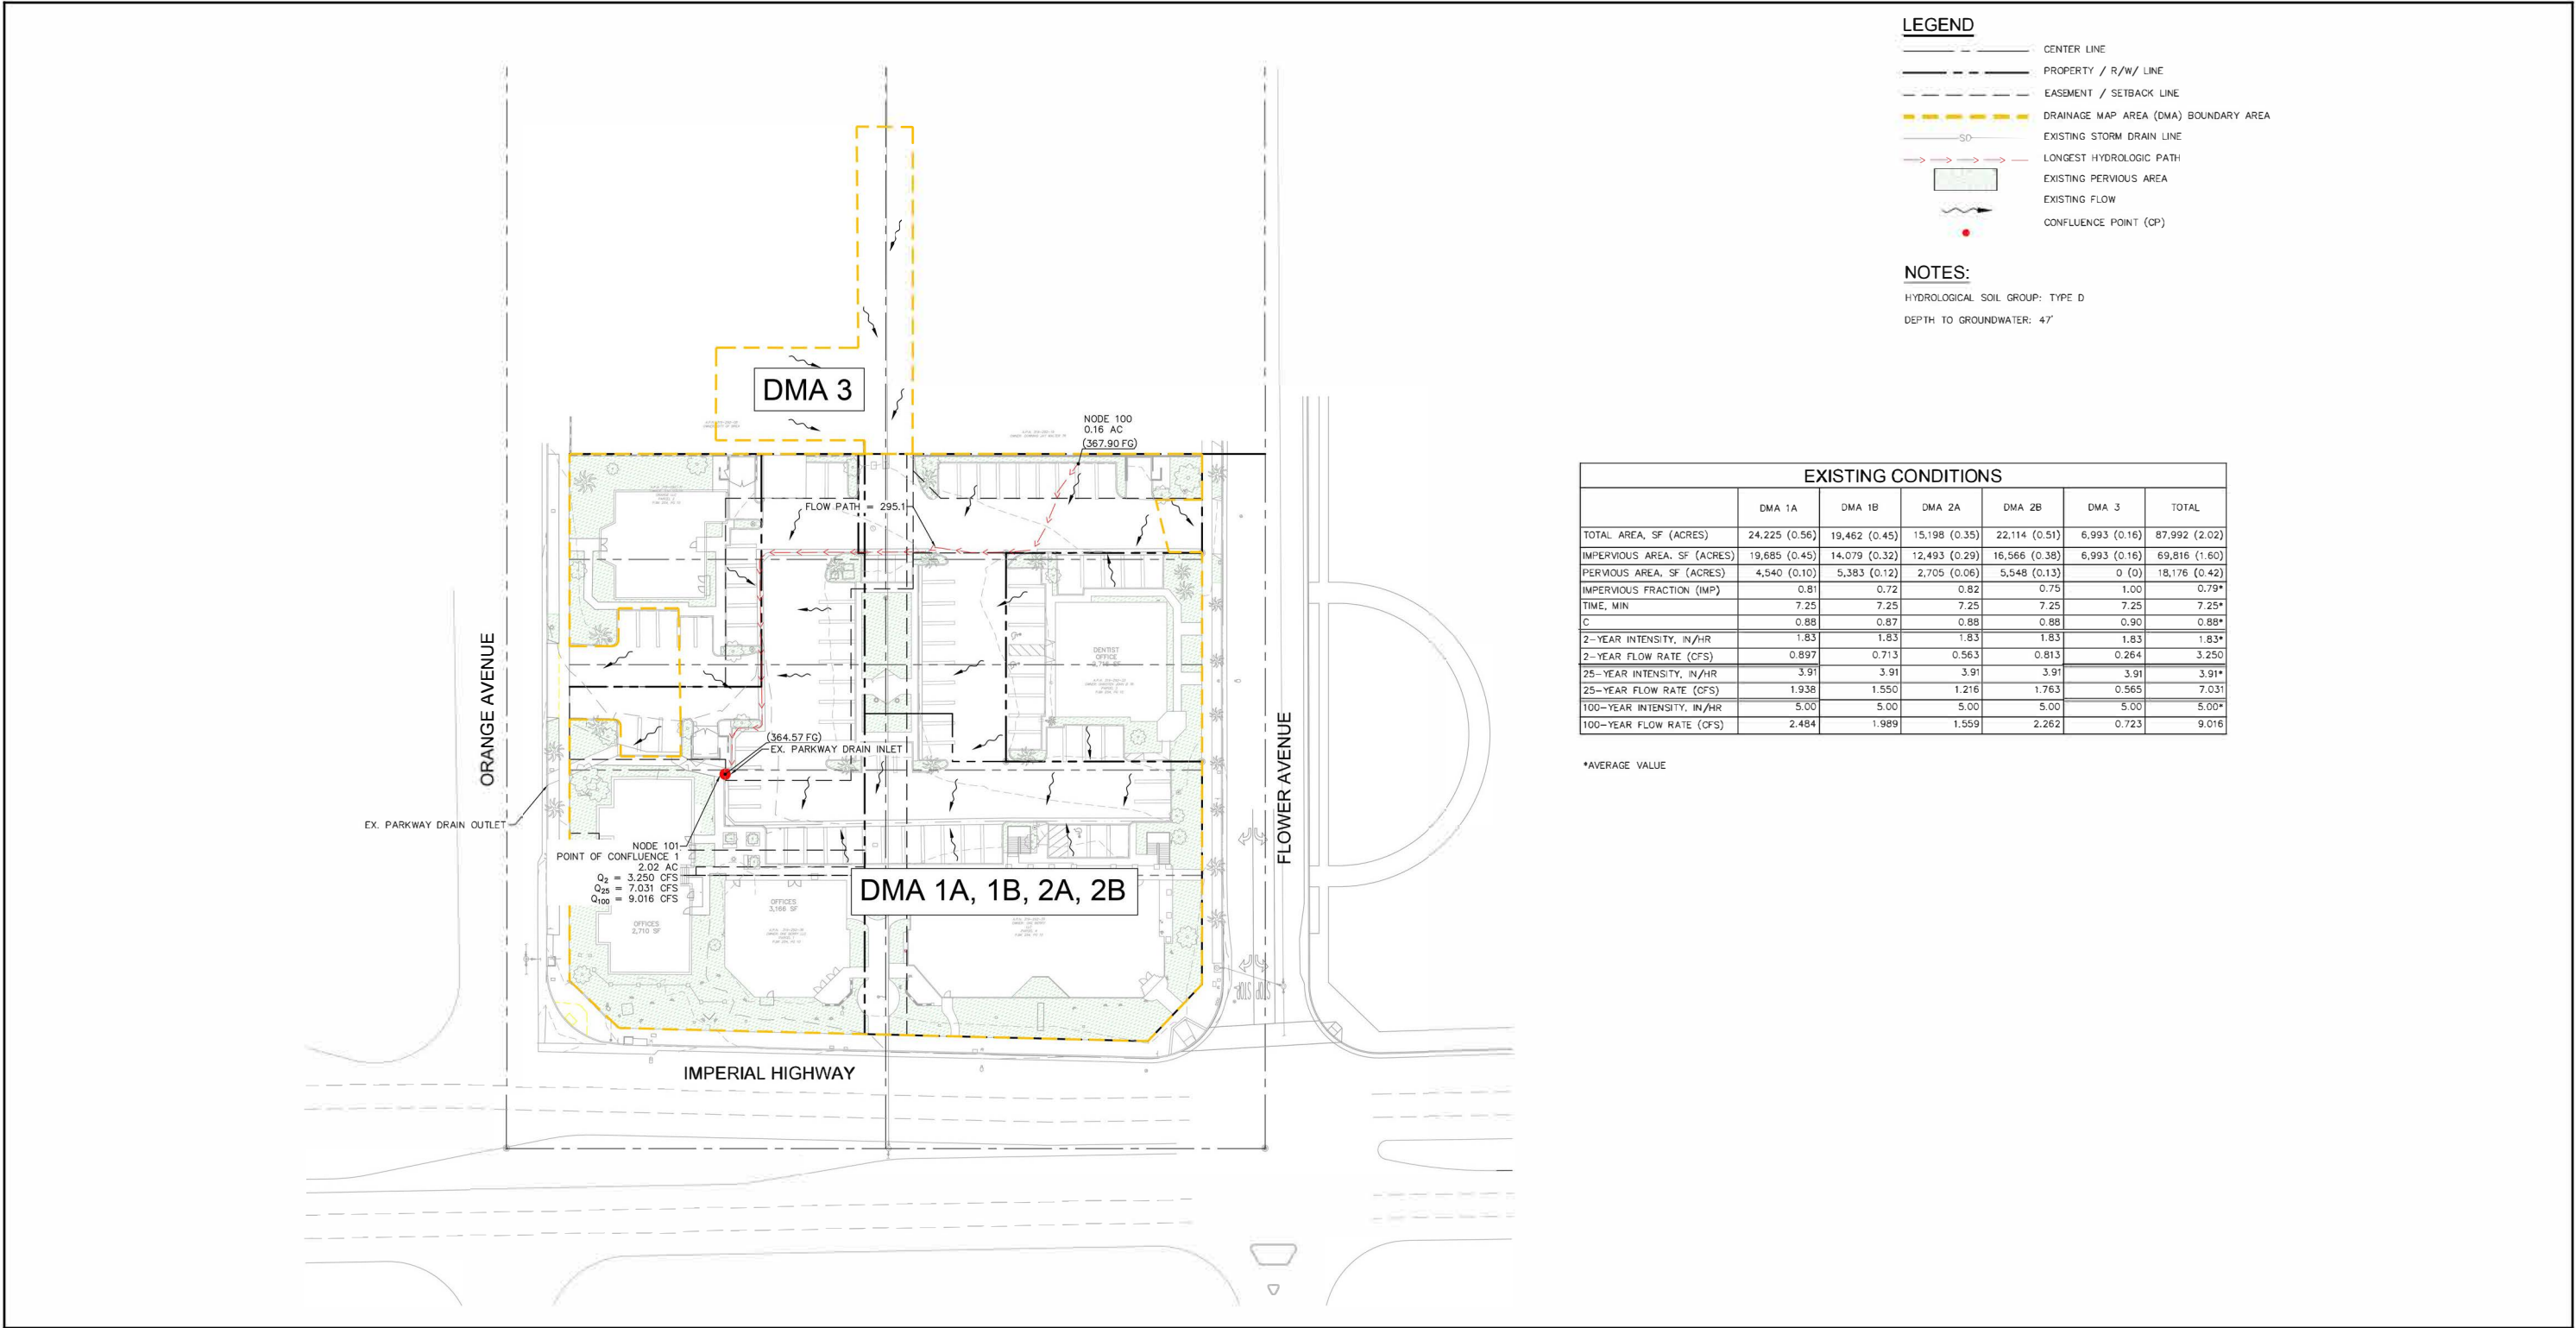 LEGEND
CENTER LINE
PROPERTY / R/W/ LINE
EASEMENT / SETBACK LINE
DRAINAGE MAP AREA (DMA) BOUNDARY AREA
SD
EXISTING STORM DRAIN LINE
LONGEST HYDROLOGIC PATH
EXISTING PERVIOUS AREA
EXISTING FLOW
CONFLUENCE POINT (CP)
NOTES:
HYDROLOGICAL SOIL GROUP: TYPE D
DEPTH TO GROUNDWATER: 47'
DMA 3
NODE 100
0.16 AC
(367.90 FG)
FLOW PATH = 295.1
DENTIST
OFFICE
ORANGE AVENUE
FLOWER AVENUE
(364.57 FG)
EX. PARKWAY DRAIN INLET
EX. PARKWAY DRAIN OUTLET
NODE 101
POINT OF CONFLUENCE 1
2.02 AC
Q2 = 3.250 CFS
Q25 = 7.031 CFS
Q100 = 9.016 CFS
DMA 1A, 1B, 2A, 2B
OFFICES
2,710 SF
OFFICES
3,166 SF
STOP STOP
IMPERIAL HIGHWAY
EXISTING CONDITIONS
DMA 1A DMA 1B DMA 2A DMA 2B DMA 3 TOTAL
TOTAL AREA, SF (ACRES) 24,225 (0.56) 19,462 (0.45) 15,198 (0.35) 22,114 (0.51) 6,993 (0.16) 87,992 (2.02)
IMPERVIOUS AREA, SF (ACRES) 19,685 (0.45) 14,079 (0.32) 12,493 (0.29) 16,566 (0.38) 6,993 (0.16) 69,816 (1.60)
PERVIOUS AREA, SF (ACRES) 4,540 (0.10) 5,383 (0.12) 2,705 (0.06) 5,548 (0.13) 0 (0) 18,176 (0.42)
IMPERVIOUS FRACTION (IMP) 0.81 0.72 0.82 0.75 1.00 0.79*
TIME, MIN 7.25 7.25 7.25 7.25 7.25 7.25*
C 0.88 0.87 0.88 0.88 0.90 0.88*
2-YEAR INTENSITY, IN/HR 1.83 1.83 1.83 1.83 1.83 1.83*
2-YEAR FLOW RATE (CFS) 0.897 0.713 0.563 0.813 0.264 3.250
25-YEAR INTENSITY, IN/HR 3.91 3.91 3.91 3.91 3.91 3.91*
25-YEAR FLOW RATE (CFS) 1.938 1.550 1.216 1.763 0.565 7.031
100-YEAR INTENSITY, IN/HR 5.00 5.00 5.00 5.00 5.00 5.00*
100-YEAR FLOW RATE (CFS) 2.484 1.989 1.559 2.262 0.723 9.016
*AVERAGE VALUE